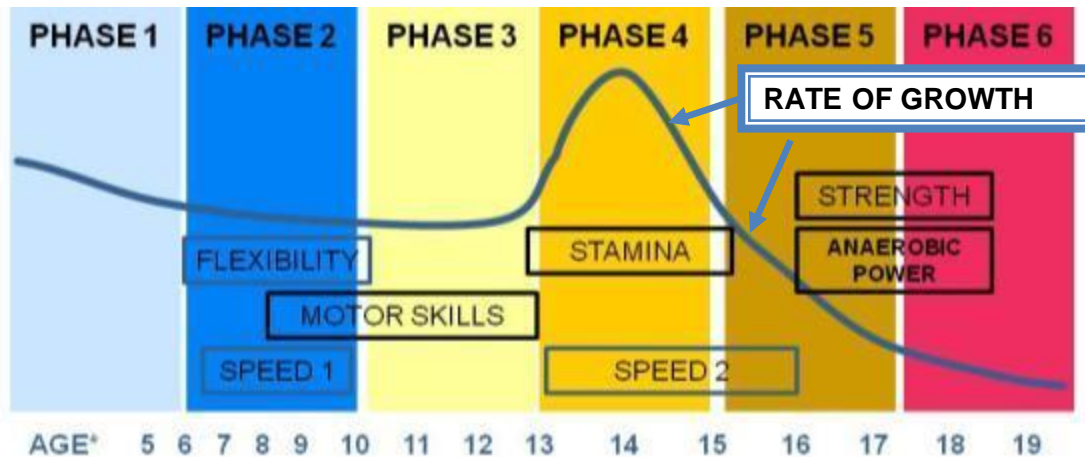 PHASE 1 PHASE 2 PHASE 3 PHASE 4 PHASE 5 PHASE 6
RATE OF GROWTH
STRENGTH
FLEXIBILITY
STAMINA
ANAEROBIC
POWER
MOTOR SKILLS
SPEED 1
SPEED 2
AGE* 5 6 7 8 9 10 11 12 13 14 15 16 17 18 19